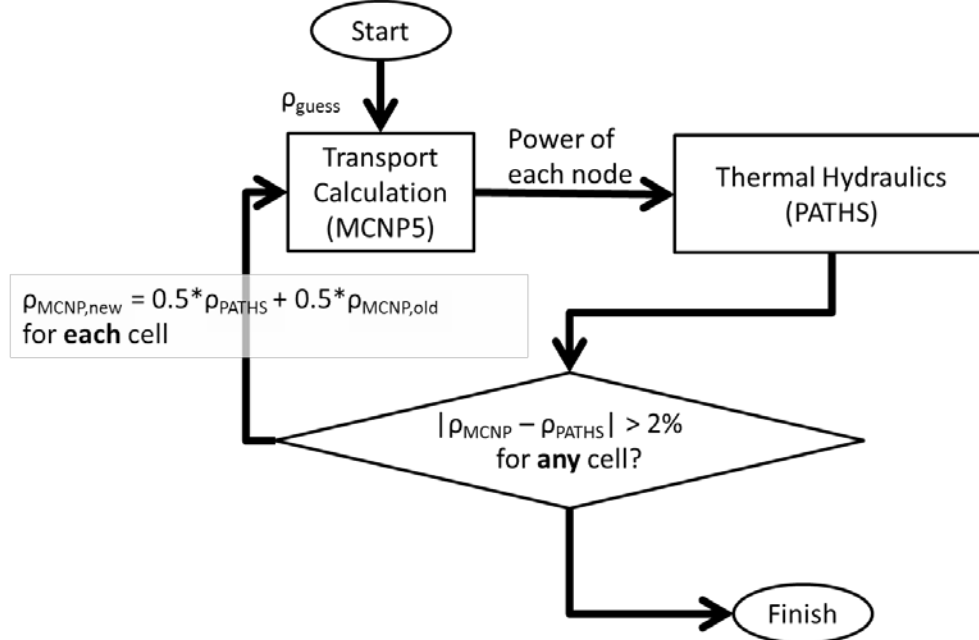 Start
ρguess
Transport
Calculation
(MCNP5)
Power of
each node
Thermal Hydraulics
(PATHS)
ρMCNP,new = 0.5*ρPATHS + 0.5*ρMCNP,old
for each cell
|ρMCNP – ρPATHS| > 2%
for any cell?
Finish